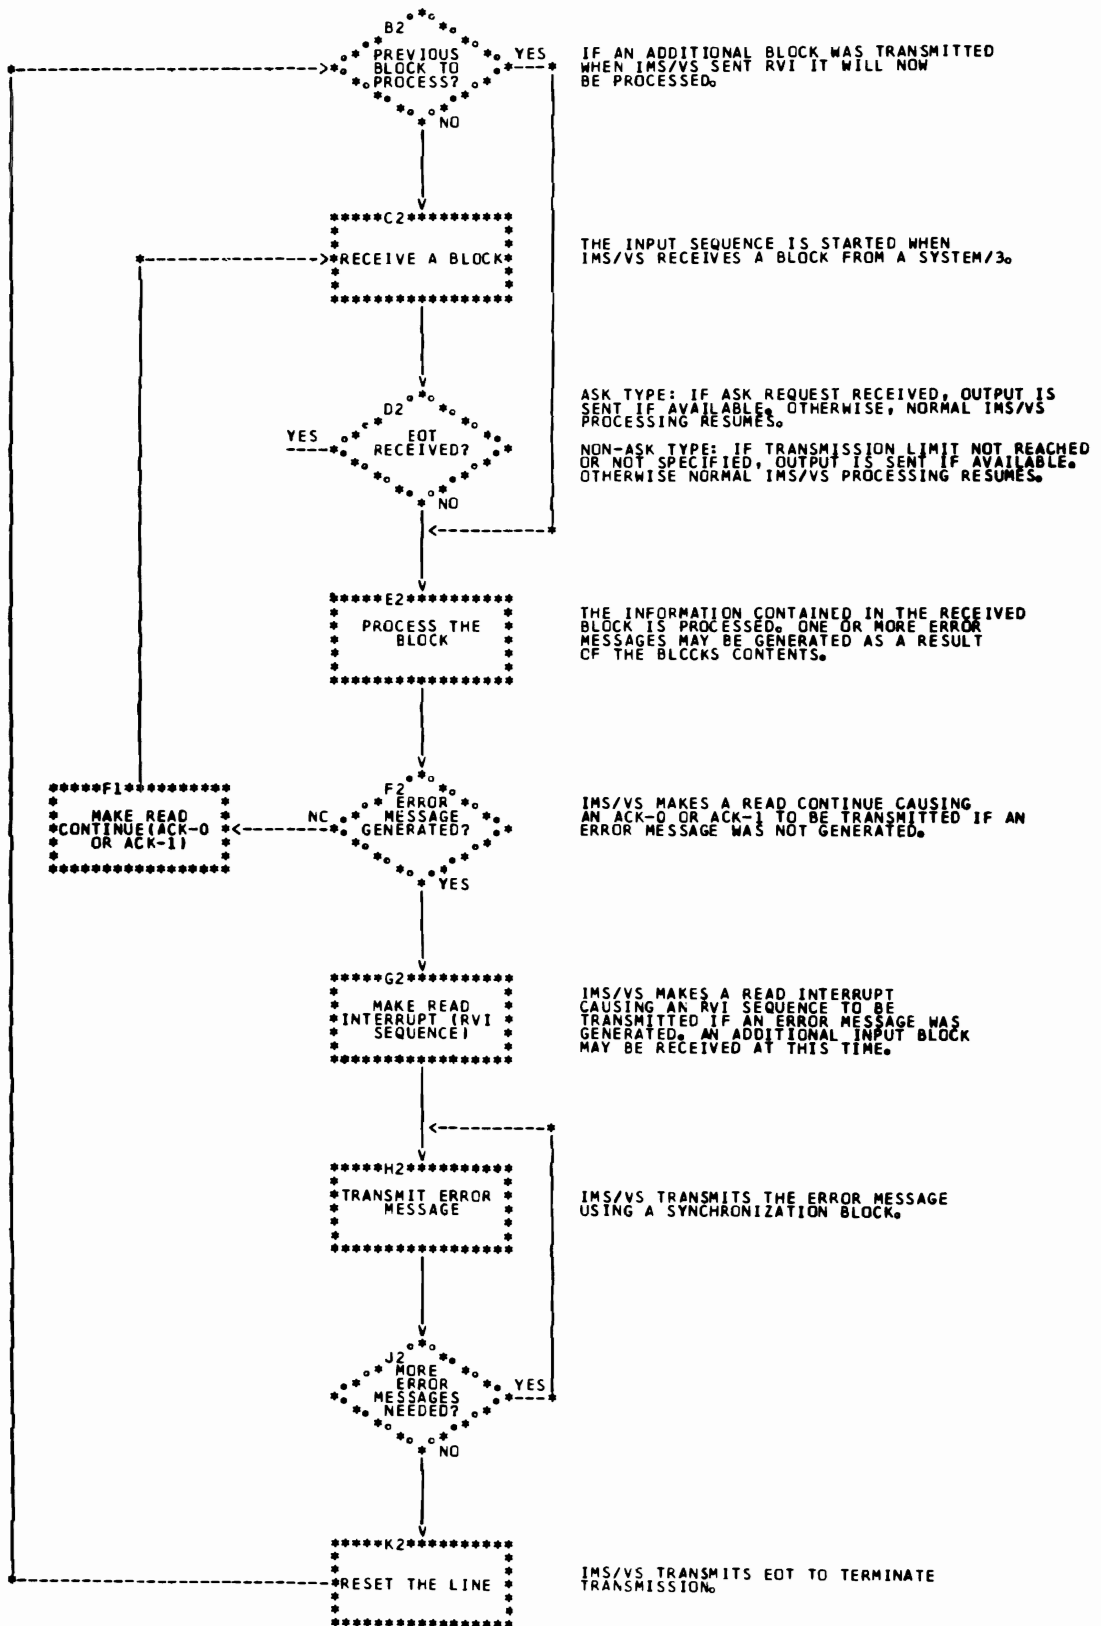 B2
PREVIOUS
BLOCK TO
PROCESS?
YES
NO
IF AN ADDITIONAL BLOCK WAS TRANSMITTED
WHEN IMS/VS SENT RVI IT WILL NOW
BE PROCESSED.
C2
RECEIVE A BLOCK
THE INPUT SEQUENCE IS STARTED WHEN
IMS/VS RECEIVES A BLOCK FROM A SYSTEM/3.
D2
EOT
RECEIVED?
YES
NO
ASK TYPE: IF ASK REQUEST RECEIVED, OUTPUT IS
SENT IF AVAILABLE. OTHERWISE, NORMAL IMS/VS
PROCESSING RESUMES.
NON-ASK TYPE: IF TRANSMISSION LIMIT NOT REACHED
OR NOT SPECIFIED, OUTPUT IS SENT IF AVAILABLE.
OTHERWISE NORMAL IMS/VS PROCESSING RESUMES.
E2
PROCESS THE
BLOCK
THE INFORMATION CONTAINED IN THE RECEIVED
BLOCK IS PROCESSED. ONE OR MORE ERROR
MESSAGES MAY BE GENERATED AS A RESULT
CF THE BLCCKS CONTENTS.
F1
MAKE READ
CONTINUE(ACK-0
OR ACK-1)
NC
F2
ERROR
MESSAGE
GENERATED?
YES
IMS/VS MAKES A READ CONTINUE CAUSING
AN ACK-0 OR ACK-1 TO BE TRANSMITTED IF AN
ERROR MESSAGE WAS NOT GENERATED.
G2
MAKE READ
INTERRUPT (RVI
SEQUENCE)
IMS/VS MAKES A READ INTERRUPT
CAUSING AN RVI SEQUENCE TO BE
TRANSMITTED IF AN ERROR MESSAGE WAS
GENERATED. AN ADDITIONAL INPUT BLOCK
MAY BE RECEIVED AT THIS TIME.
H2
TRANSMIT ERROR
MESSAGE
IMS/VS TRANSMITS THE ERROR MESSAGE
USING A SYNCHRONIZATION BLOCK.
J2
MORE
ERROR
MESSAGES
NEEDED?
YES
NO
K2
RESET THE LINE
IMS/VS TRANSMITS EOT TO TERMINATE
TRANSMISSION.